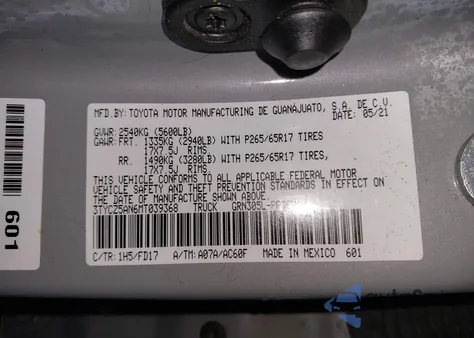 MFD.BY:TOYOTA MOTOR MANUFACTURING DE GUANAJUATO, S.A. DE C.V.
DATE: 05/21
GVWR: 2540KG (5600LB)
GAWR: FRT. 1335KG (2940LB) WITH P265/65R17 TIRES
17X7.5J RIMS.
RR. 1490KG (3280LB) WITH P265/65R17 TIRES,
17X7.5J RIMS.
THIS VEHICLE CONFORMS TO ALL APPLICABLE FEDERAL MOTOR
VEHICLE SAFETY AND THEFT PREVENTION STANDARDS IN EFFECT ON
THE DATE OF MANUFACTURE SHOWN ABOVE.
3TYCZ5AN6MT039368 TRUCK
C/TR: 1H5/FD17 A/TM: A07A/AC60F MADE IN MEXICO 601
601